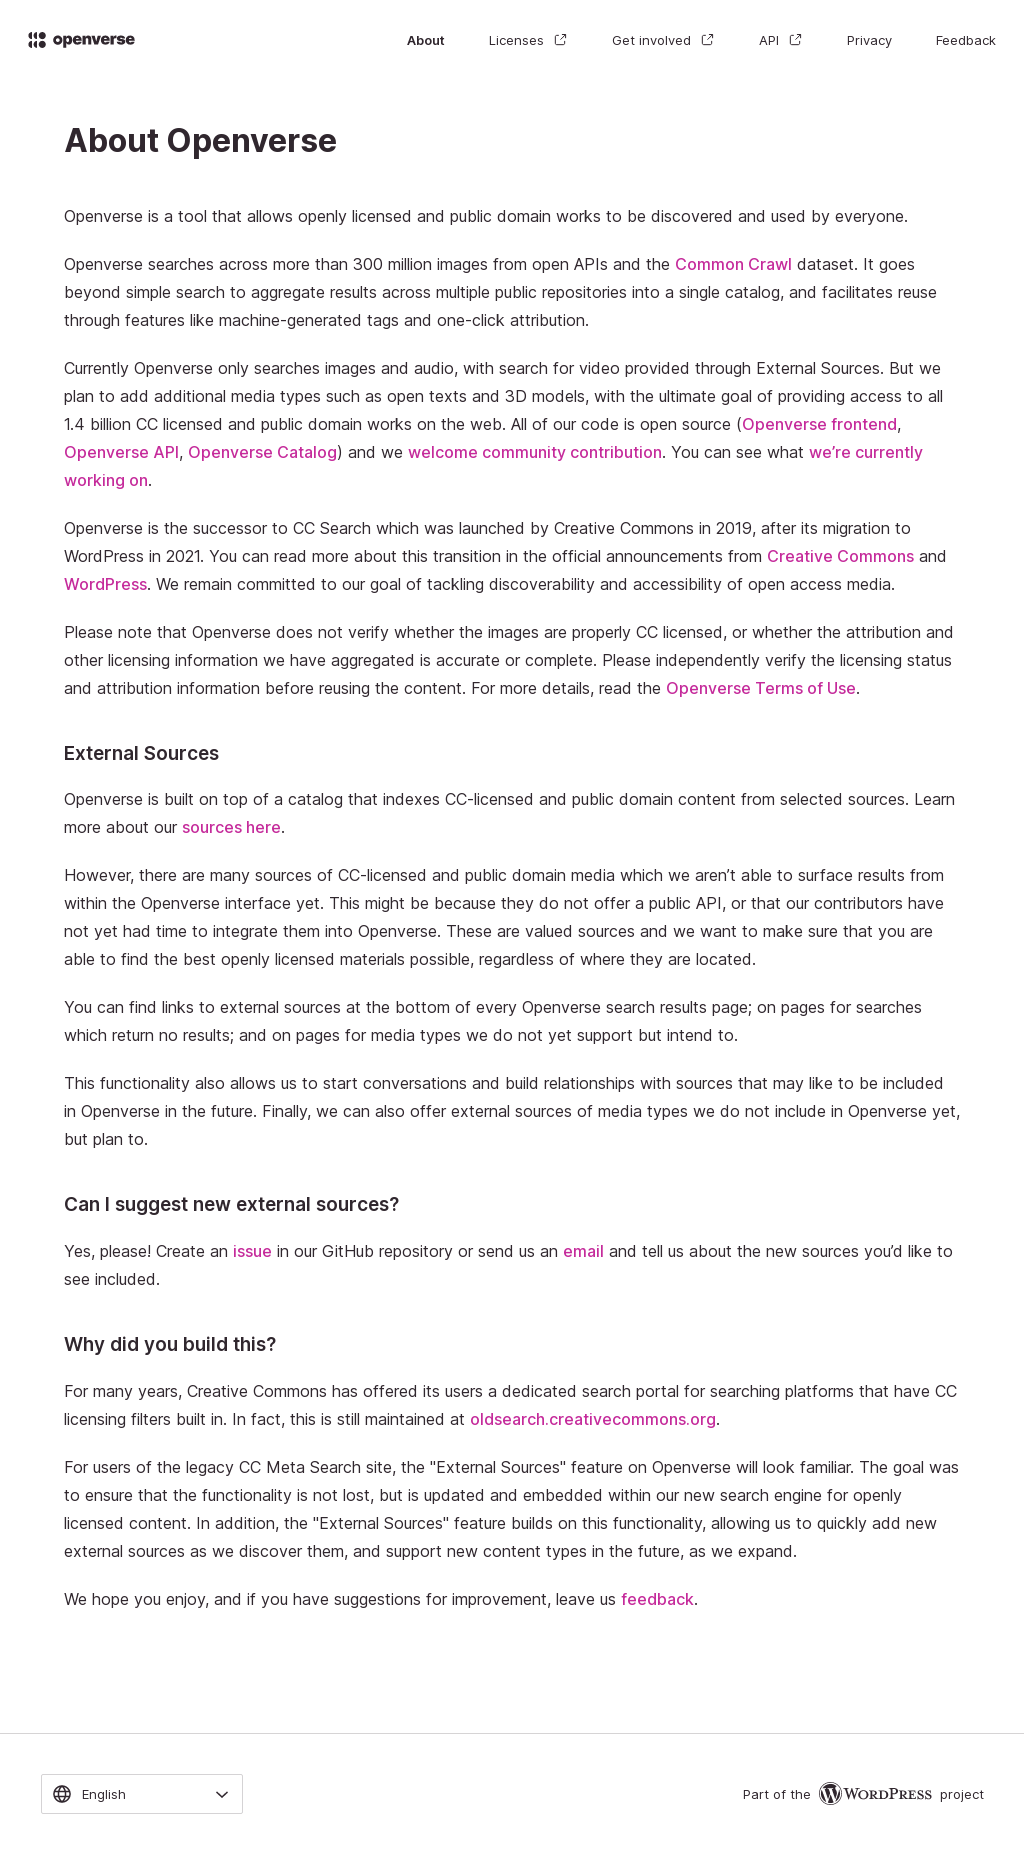 openverse
About Licenses Get involved API Privacy Feedback
About Openverse
Openverse is a tool that allows openly licensed and public domain works to be discovered and used by everyone.
Openverse searches across more than 300 million images from open APIs and the Common Crawl dataset. It goes
beyond simple search to aggregate results across multiple public repositories into a single catalog, and facilitates reuse
through features like machine-generated tags and one-click attribution.
Currently Openverse only searches images and audio, with search for video provided through External Sources. But we
plan to add additional media types such as open texts and 3D models, with the ultimate goal of providing access to all
1.4 billion CC licensed and public domain works on the web. All of our code is open source (Openverse frontend,
Openverse API, Openverse Catalog) and we welcome community contribution. You can see what we’re currently
working on.
Openverse is the successor to CC Search which was launched by Creative Commons in 2019, after its migration to
WordPress in 2021. You can read more about this transition in the official announcements from Creative Commons and
WordPress. We remain committed to our goal of tackling discoverability and accessibility of open access media.
Please note that Openverse does not verify whether the images are properly CC licensed, or whether the attribution and
other licensing information we have aggregated is accurate or complete. Please independently verify the licensing status
and attribution information before reusing the content. For more details, read the Openverse Terms of Use.
External Sources
Openverse is built on top of a catalog that indexes CC-licensed and public domain content from selected sources. Learn
more about our sources here.
However, there are many sources of CC-licensed and public domain media which we aren’t able to surface results from
within the Openverse interface yet. This might be because they do not offer a public API, or that our contributors have
not yet had time to integrate them into Openverse. These are valued sources and we want to make sure that you are
able to find the best openly licensed materials possible, regardless of where they are located.
You can find links to external sources at the bottom of every Openverse search results page; on pages for searches
which return no results; and on pages for media types we do not yet support but intend to.
This functionality also allows us to start conversations and build relationships with sources that may like to be included
in Openverse in the future. Finally, we can also offer external sources of media types we do not include in Openverse yet,
but plan to.
Can I suggest new external sources?
Yes, please! Create an issue in our GitHub repository or send us an email and tell us about the new sources you’d like to
see included.
Why did you build this?
For many years, Creative Commons has offered its users a dedicated search portal for searching platforms that have CC
licensing filters built in. In fact, this is still maintained at oldsearch.creativecommons.org.
For users of the legacy CC Meta Search site, the "External Sources" feature on Openverse will look familiar. The goal was
to ensure that the functionality is not lost, but is updated and embedded within our new search engine for openly
licensed content. In addition, the "External Sources" feature builds on this functionality, allowing us to quickly add new
external sources as we discover them, and support new content types in the future, as we expand.
We hope you enjoy, and if you have suggestions for improvement, leave us feedback.
English
Part of the WORDPRESS project